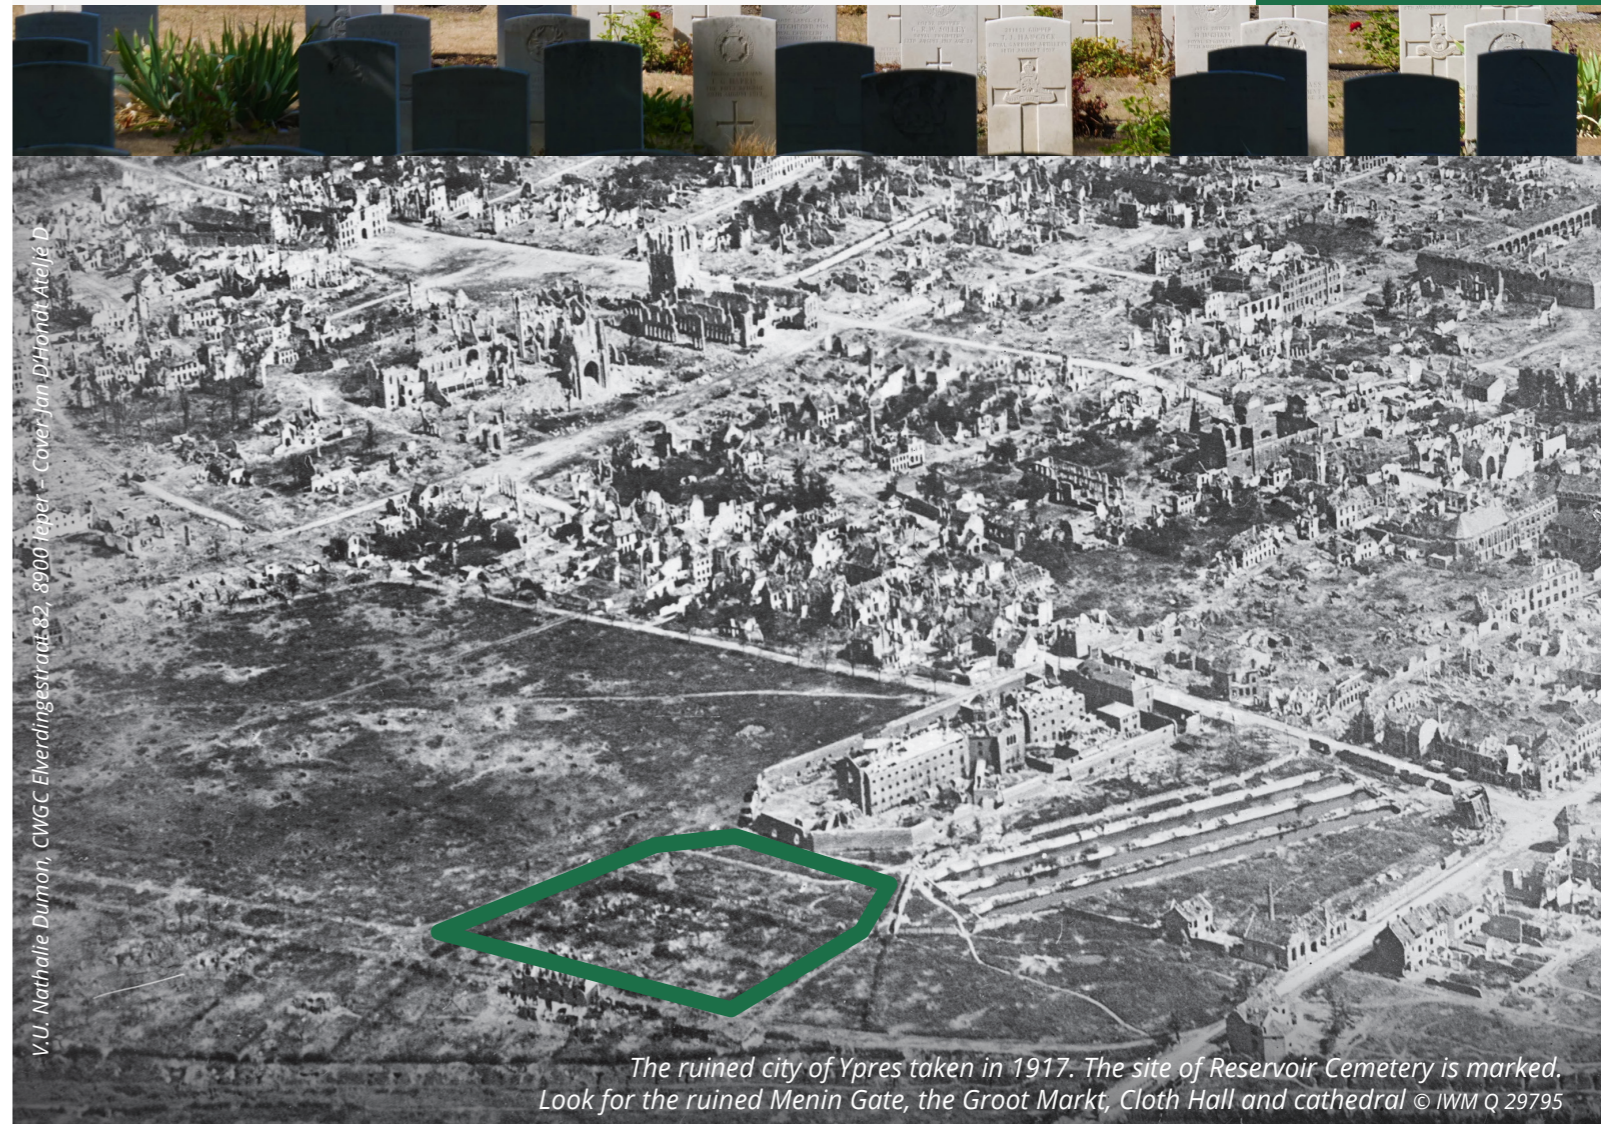 V.U. Nathalie Dumon, CWGC Elverdingestraat 82, 8900 Ieper - Cover Jan D'Hondt Ateljé D.
The ruined city of Ypres taken in 1917. The site of Reservoir Cemetery is marked.
Look for the ruined Menin Gate, the Groot Markt, Cloth Hall and cathedral © IWM Q 29795